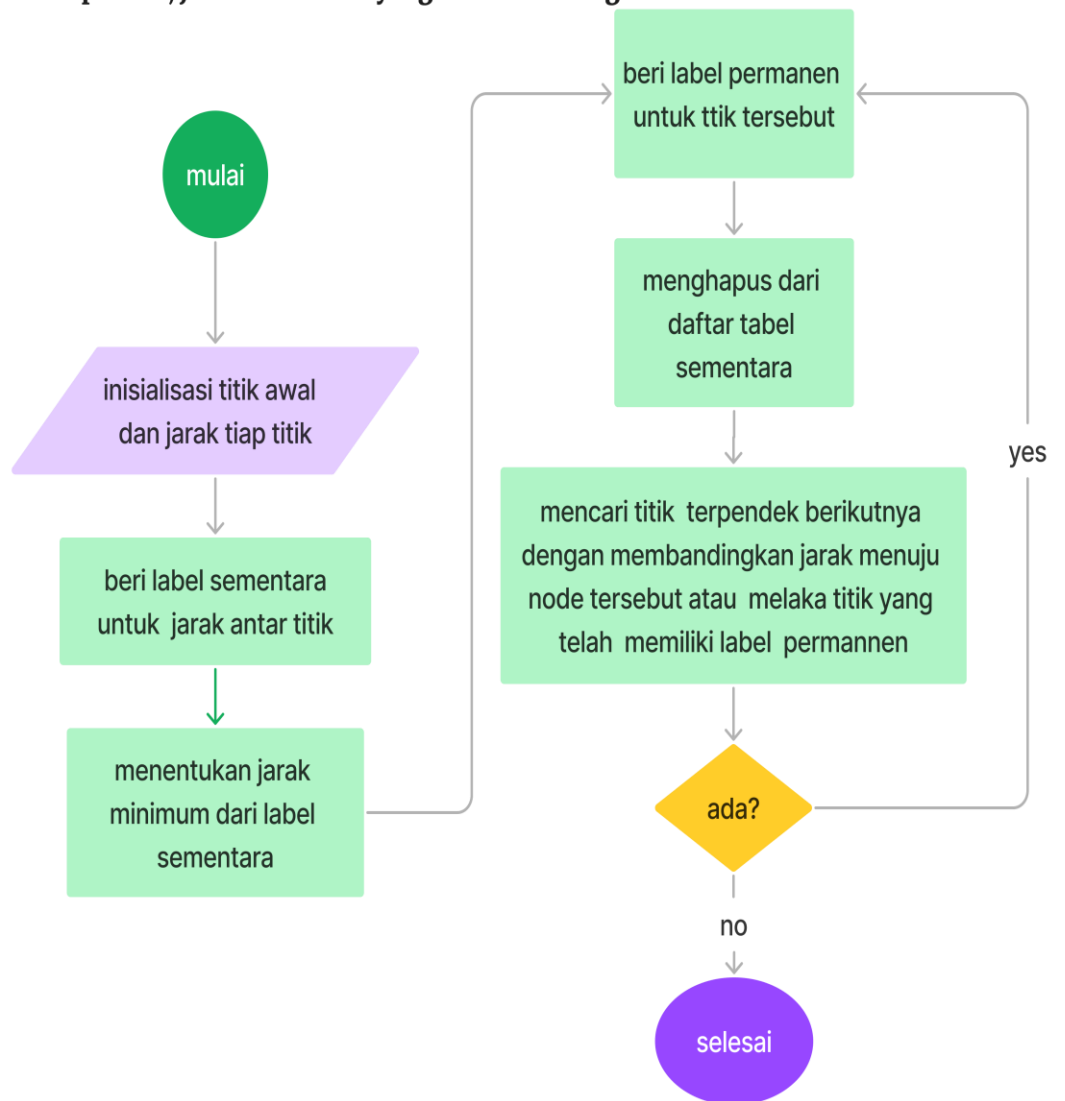 mulai
inisialisasi titik awal
dan jarak tiap titik
beri label sementara
untuk jarak antar titik
menentukan jarak
minimum dari label
sementara
beri label permanen
untuk ttik tersebut
menghapus dari
daftar tabel
sementara
mencari titik terpendek berikutnya
dengan membandingkan jarak menuju
node tersebut atau melaka titik yang
telah memiliki label permannen
ada?
yes
no
selesai